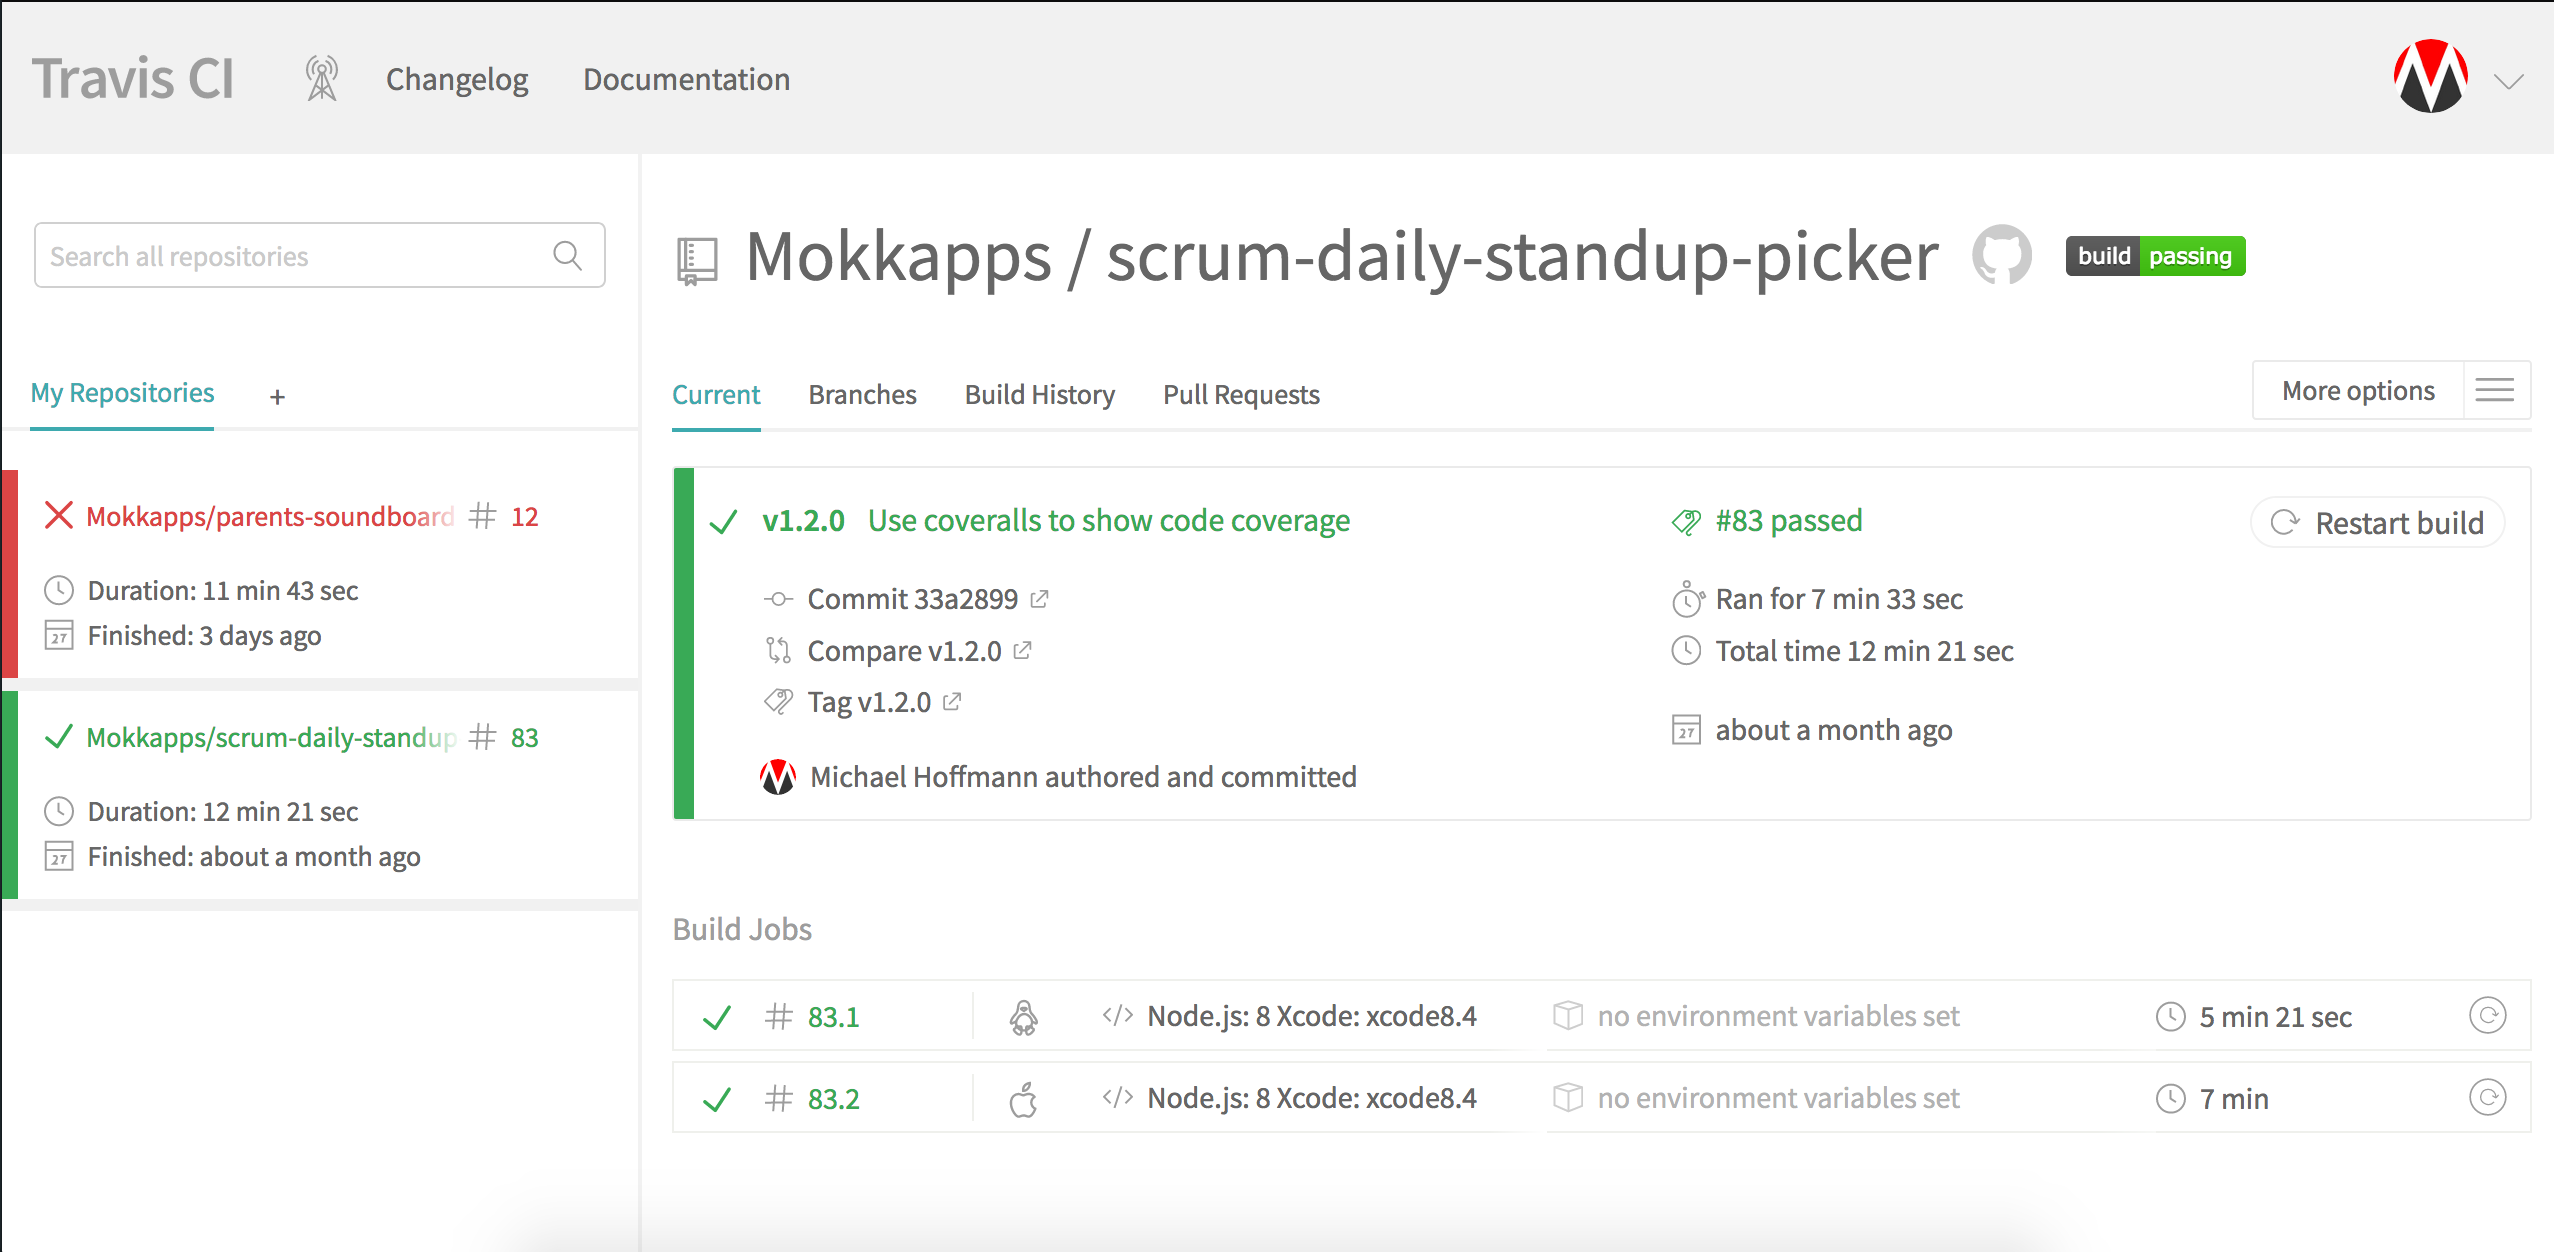 Travis CI
Changelog
Documentation
Search all repositories
My Repositories
+
Mokkapps/parents-soundboard # 12
Duration: 11 min 43 sec
27 Finished: 3 days ago
Mokkapps/scrum-daily-standup # 83
Duration: 12 min 21 sec
27 Finished: about a month ago
Mokkapps / scrum-daily-standup-picker
build passing
Current
Branches
Build History
Pull Requests
More options
v1.2.0 Use coveralls to show code coverage
Commit 33a2899
Compare v1.2.0
Tag v1.2.0
Michael Hoffmann authored and committed
#83 passed
Ran for 7 min 33 sec
Total time 12 min 21 sec
27 about a month ago
Restart build
Build Jobs
# 83.1 </> Node.js: 8 Xcode: xcode8.4 no environment variables set 5 min 21 sec
# 83.2 </> Node.js: 8 Xcode: xcode8.4 no environment variables set 7 min